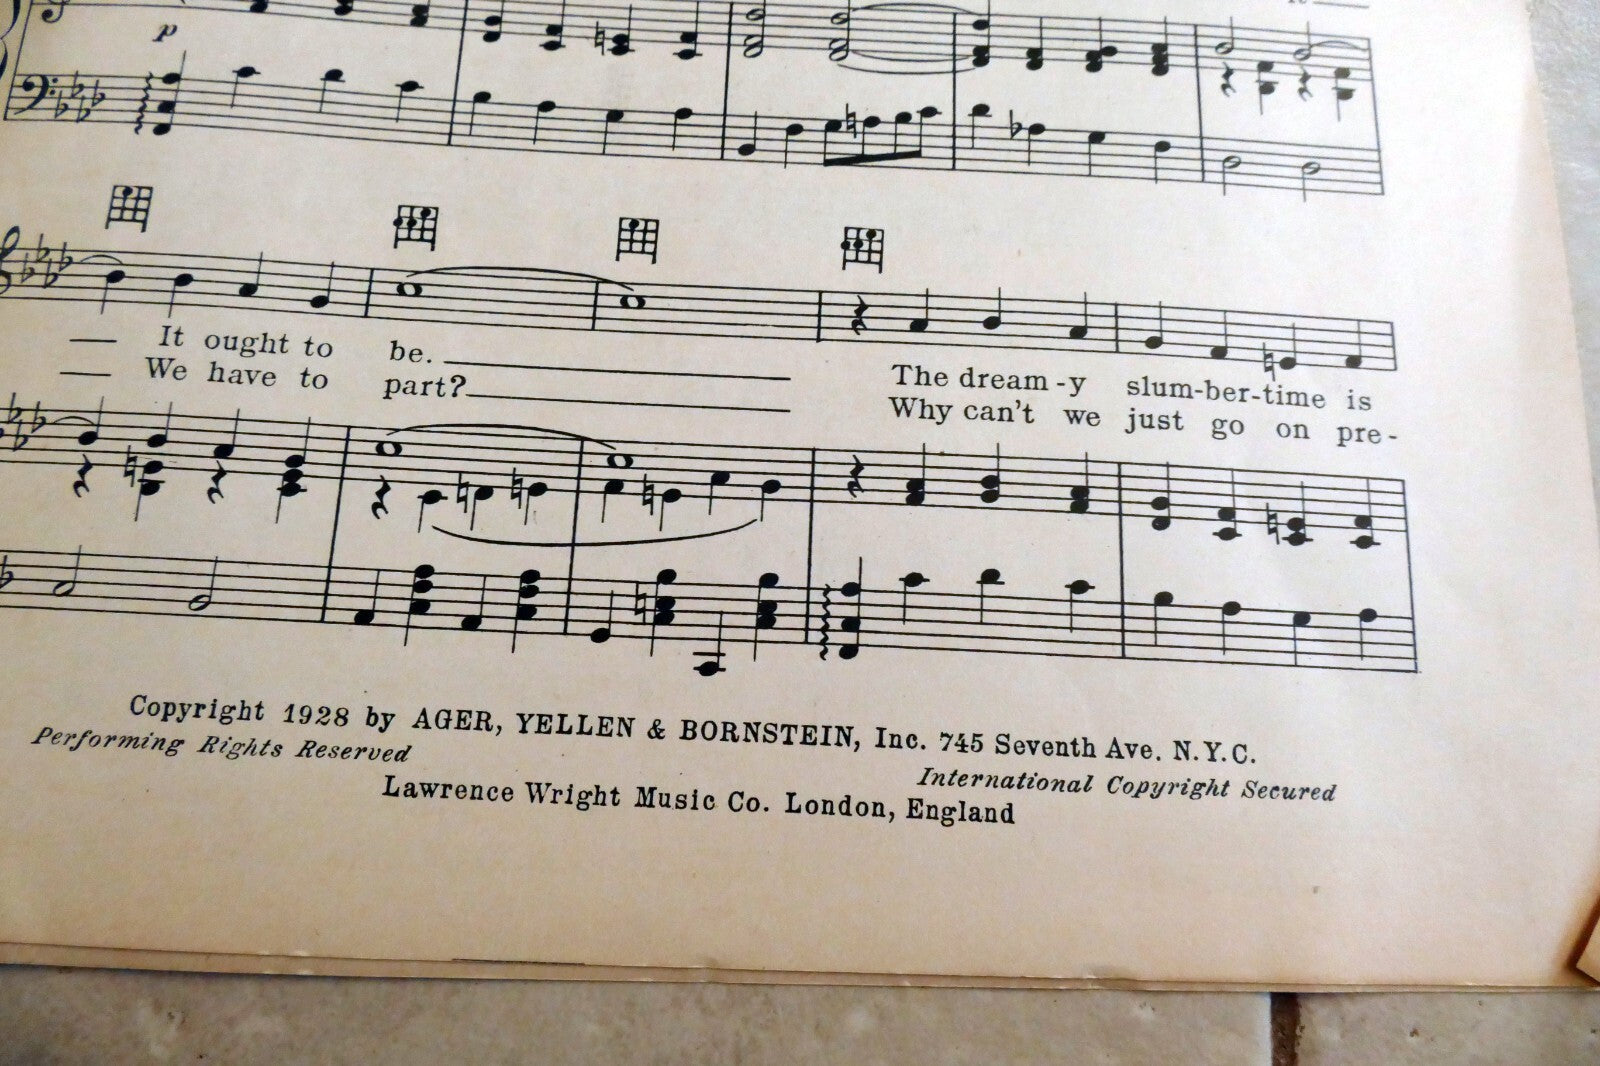 p
It ought to be. The dream-y slum-ber-time is
We have to part? Why can't we just go on pre-
Copyright 1928 by AGER, YELLEN & BORNSTEIN, Inc. 745 Seventh Ave. N.Y.C.
Performing Rights Reserved
International Copyright Secured
Lawrence Wright Music Co. London, England